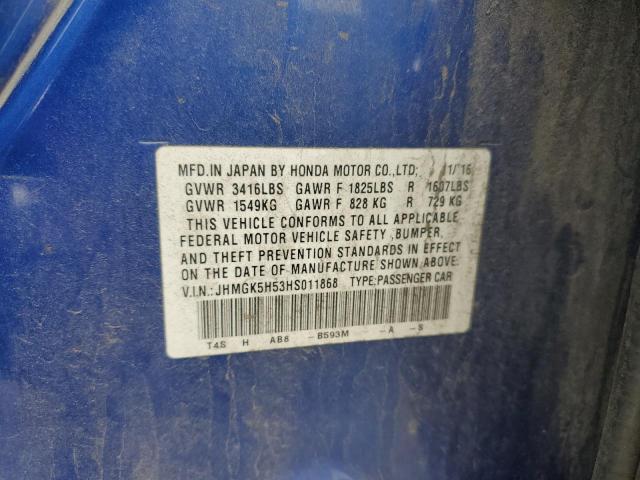 MFD.IN JAPAN BY HONDA MOTOR CO.,LTD; 11/'16
GVWR 3416LBS GAWR F 1825LBS R 1607LBS
GVWR 1549KG GAWR F 828 KG R 729 KG
THIS VEHICLE CONFORMS TO ALL APPLICABLE
FEDERAL MOTOR VEHICLE SAFETY ,BUMPER,
AND THEFT PREVENTION STANDARDS IN EFFECT
ON THE DATE OF MANUFACTURE SHOWN ABOVE.
V.I.N.:JHMGK5H53HS011868 TYPE:PASSENGER CAR
T4S H AB8 -B593M -A -S